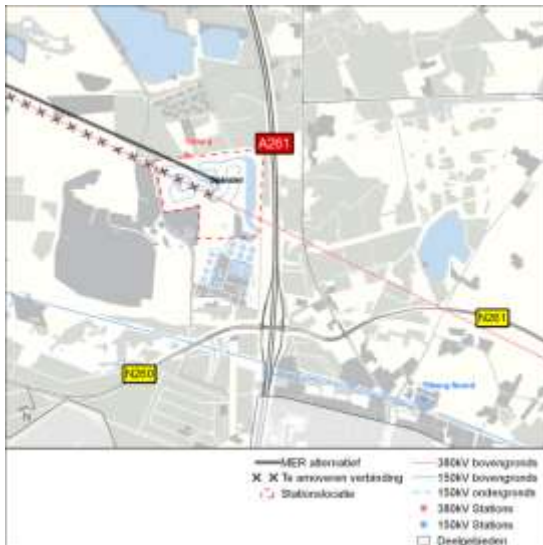 Tilburg
A261
N261
N260
Tilburg Noord
MER alternatief
Te amoveren verbinding
Stationslocatie
380kV bovengronds
150kV bovengronds
150kV ondergronds
380kV Stations
150kV Stations
Deelgebieden